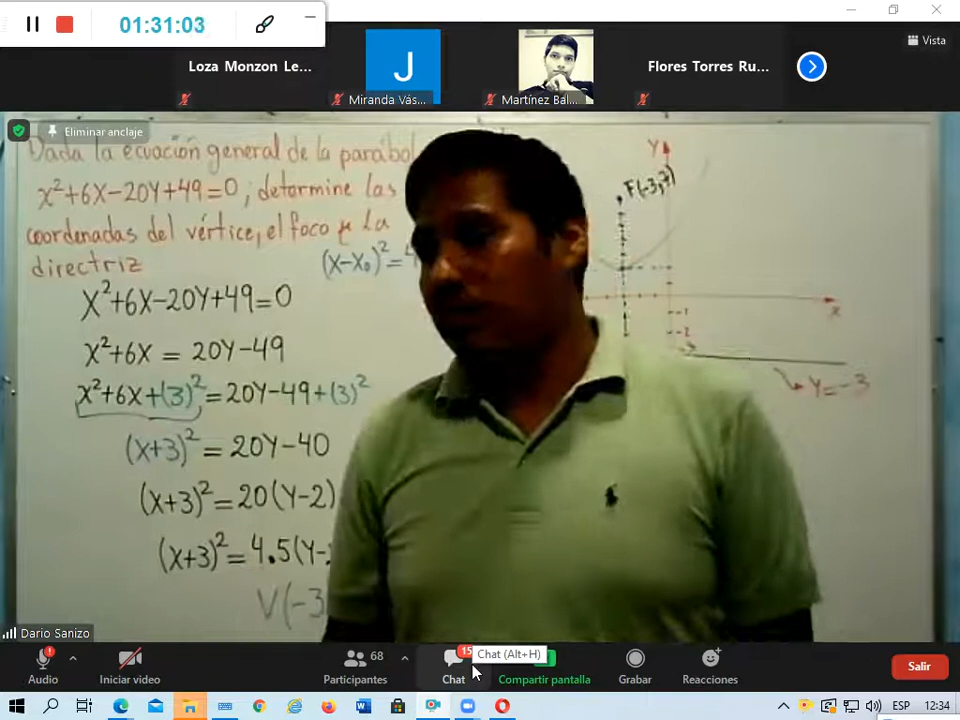 01:31:03
Vista
Loza Monzon Le...
J
Miranda Vás...
Martínez Bal...
Flores Torres Ru...
Eliminar anclaje
Dada la ecuación general de la parábol
x²+6x-20Y+49=0; determine las
coordenadas del vértice, el foco y la
directriz
(x-x₀)²=4
x²+6x-20Y+49=0
x²+6x = 20Y-49
x²+6x+(3)² = 20Y-49+(3)²
(x+3)² = 20Y-40
(x+3)² = 20(Y-2)
(x+3)² = 4.5(Y-2
V(-3
Y
F(-3,7)
x
-1
-2
-3
Y=-3
Dario Sanizo
Audio
Iniciar video
68
Participantes
15
Chat
Chat (Alt+H)
Compartir pantalla
Grabar
Reacciones
Salir
ESP
12:34